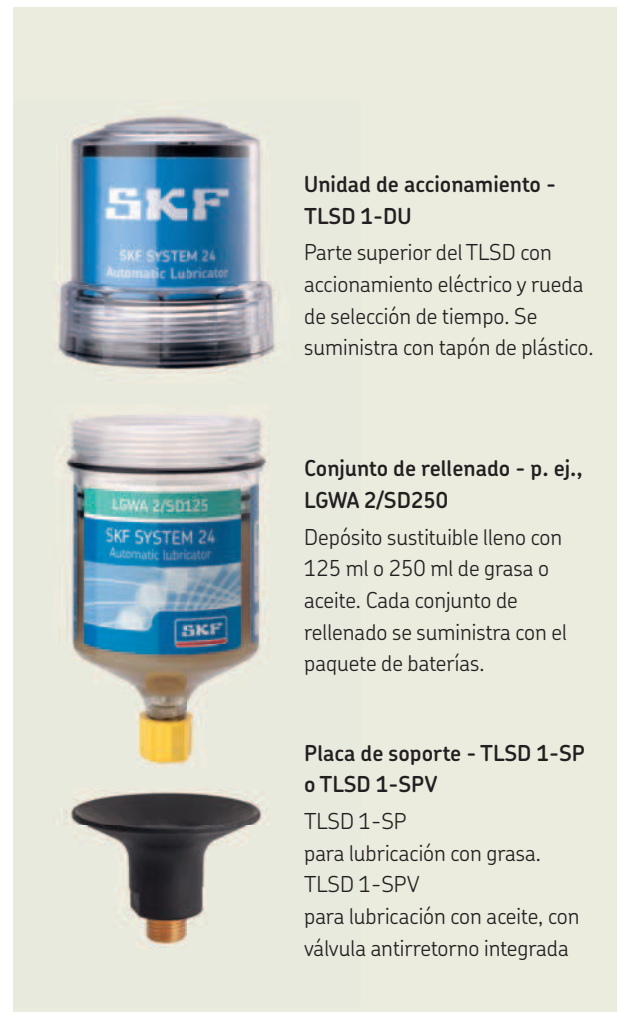 SKF
SKF SYSTEM 24
Automatic Lubricator
Unidad de accionamiento -
TLSD 1-DU
Parte superior del TLSD con
accionamiento eléctrico y rueda
de selección de tiempo. Se
suministra con tapón de plástico.
LGWA 2/SD125
SKF SYSTEM 24
Automatic lubricator
SKF
Conjunto de rellenado - p. ej.,
LGWA 2/SD250
Depósito sustituible lleno con
125 ml o 250 ml de grasa o
aceite. Cada conjunto de
rellenado se suministra con el
paquete de baterías.
Placa de soporte - TLSD 1-SP
o TLSD 1-SPV
TLSD 1-SP
para lubricación con grasa.
TLSD 1-SPV
para lubricación con aceite, con
válvula antirretorno integrada